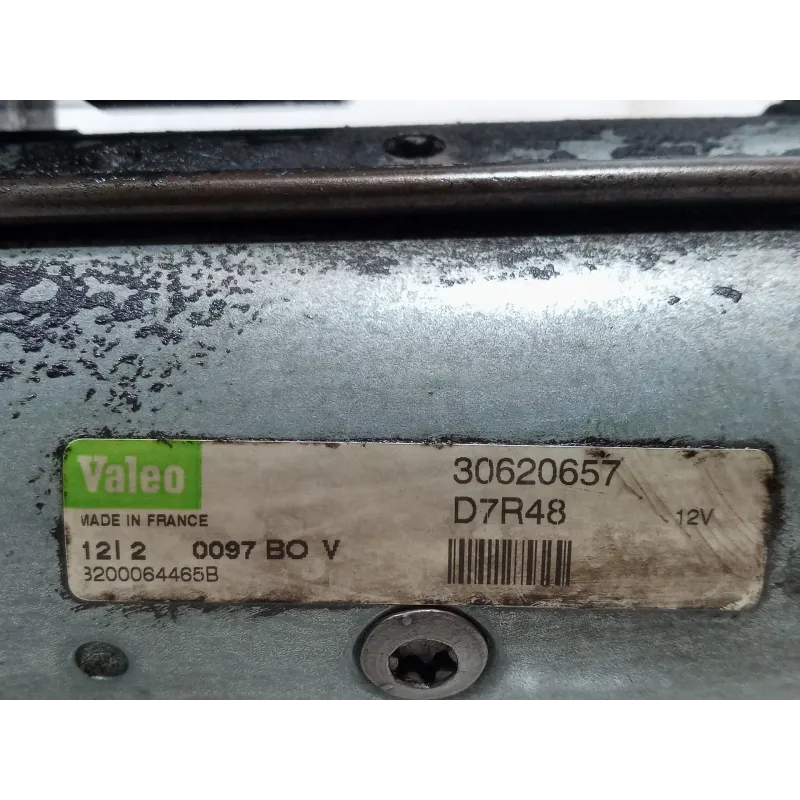 Valeo
MADE IN FRANCE
12I 2 0097 BO V
8200064465B
30620657
D7R48 12V